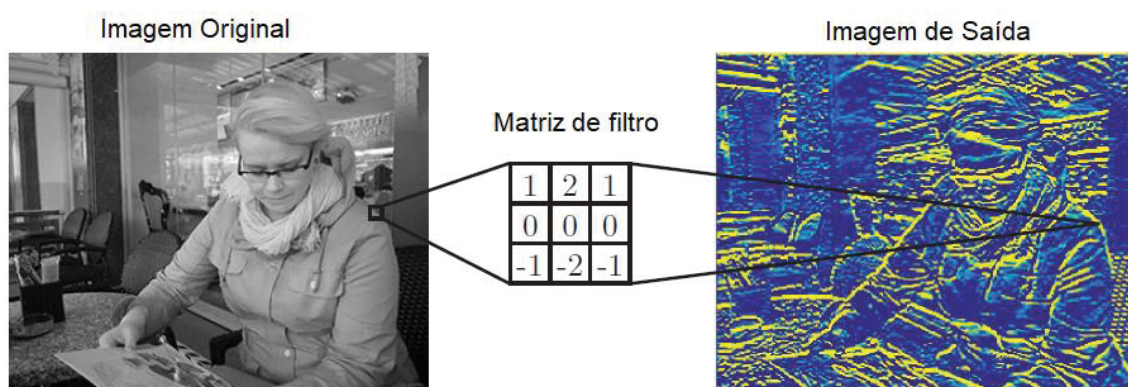 Imagem Original
Imagem de Saída
Matriz de filtro
1 2 1
0 0 0
-1 -2 -1